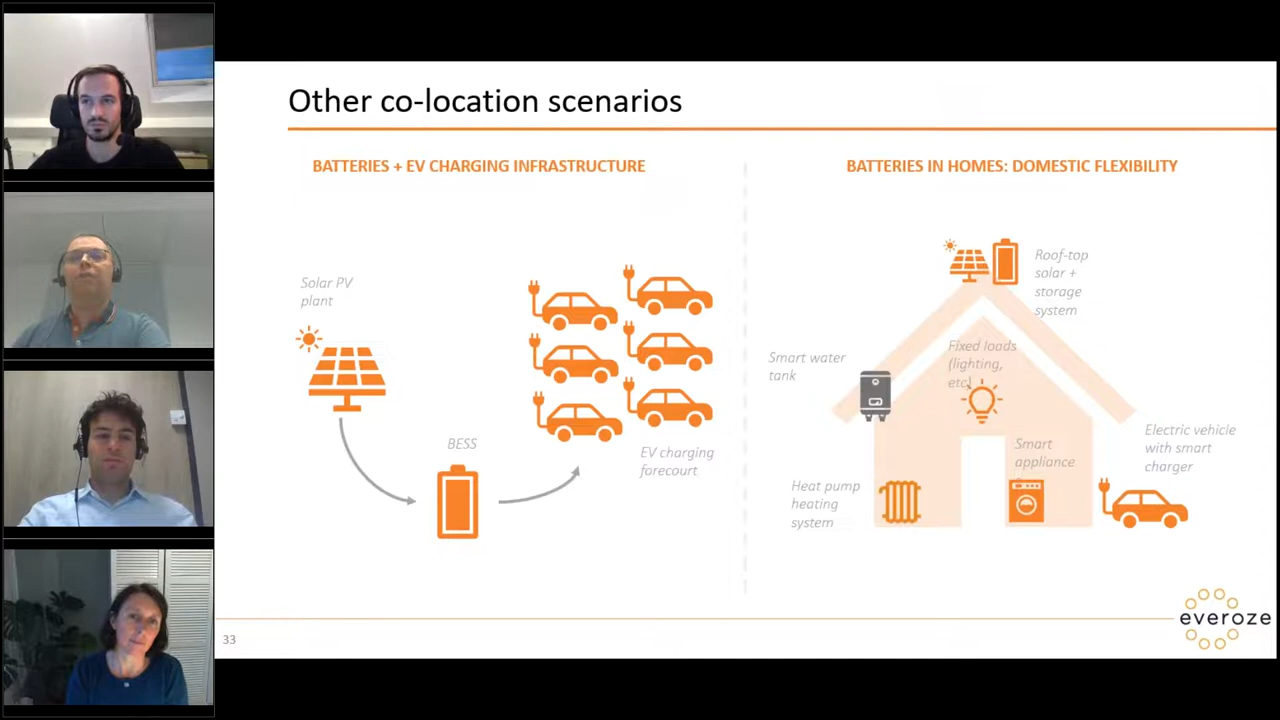 Other co-location scenarios
BATTERIES + EV CHARGING INFRASTRUCTURE
Solar PV
plant
BESS
EV charging
forecourt
BATTERIES IN HOMES: DOMESTIC FLEXIBILITY
Roof-top
solar +
storage
system
Smart water
tank
Fixed loads
(lighting,
etc)
Smart
appliance
Electric vehicle
with smart
charger
Heat pump
heating
system
33
everoze